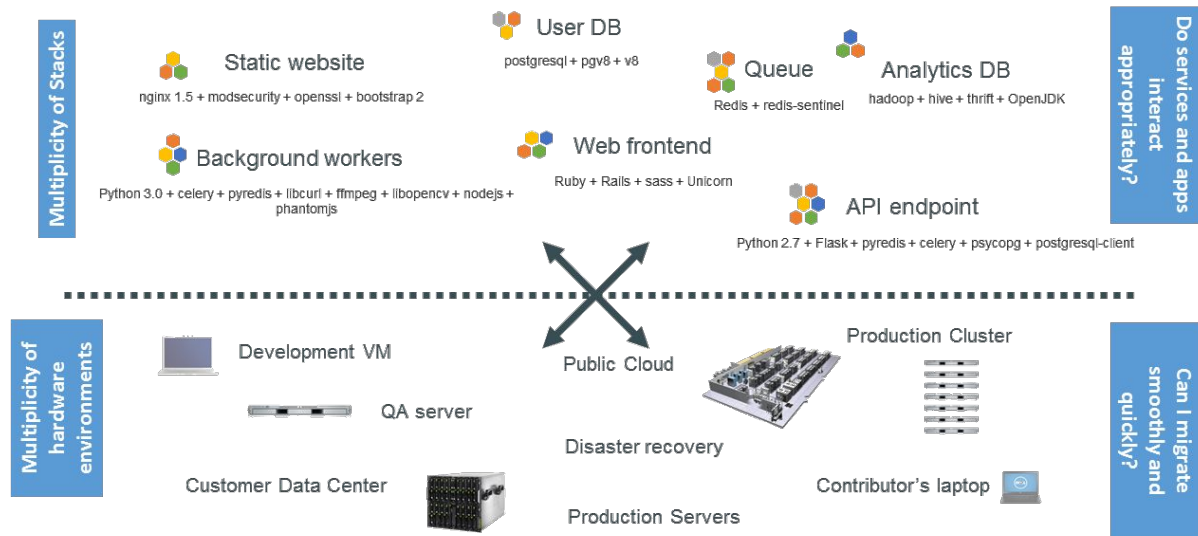 Multiplicity of Stacks
User DB
postgresql + pgv8 + v8
Static website
nginx 1.5 + modsecurity + openssl + bootstrap 2
Queue
Redis + redis-sentinel
Analytics DB
hadoop + hive + thrift + OpenJDK
Background workers
Python 3.0 + celery + pyredis + libcurl + ffmpeg + libopencv + nodejs +
phantomjs
Web frontend
Ruby + Rails + sass + Unicorn
API endpoint
Python 2.7 + Flask + pyredis + celery + psycopg + postgresql-client
Do services and apps
interact
appropriately?
Multiplicity of
hardware
environments
Development VM
QA server
Customer Data Center
Public Cloud
Disaster recovery
Production Servers
Production Cluster
Contributor's laptop
Can I migrate
smoothly and
quickly?